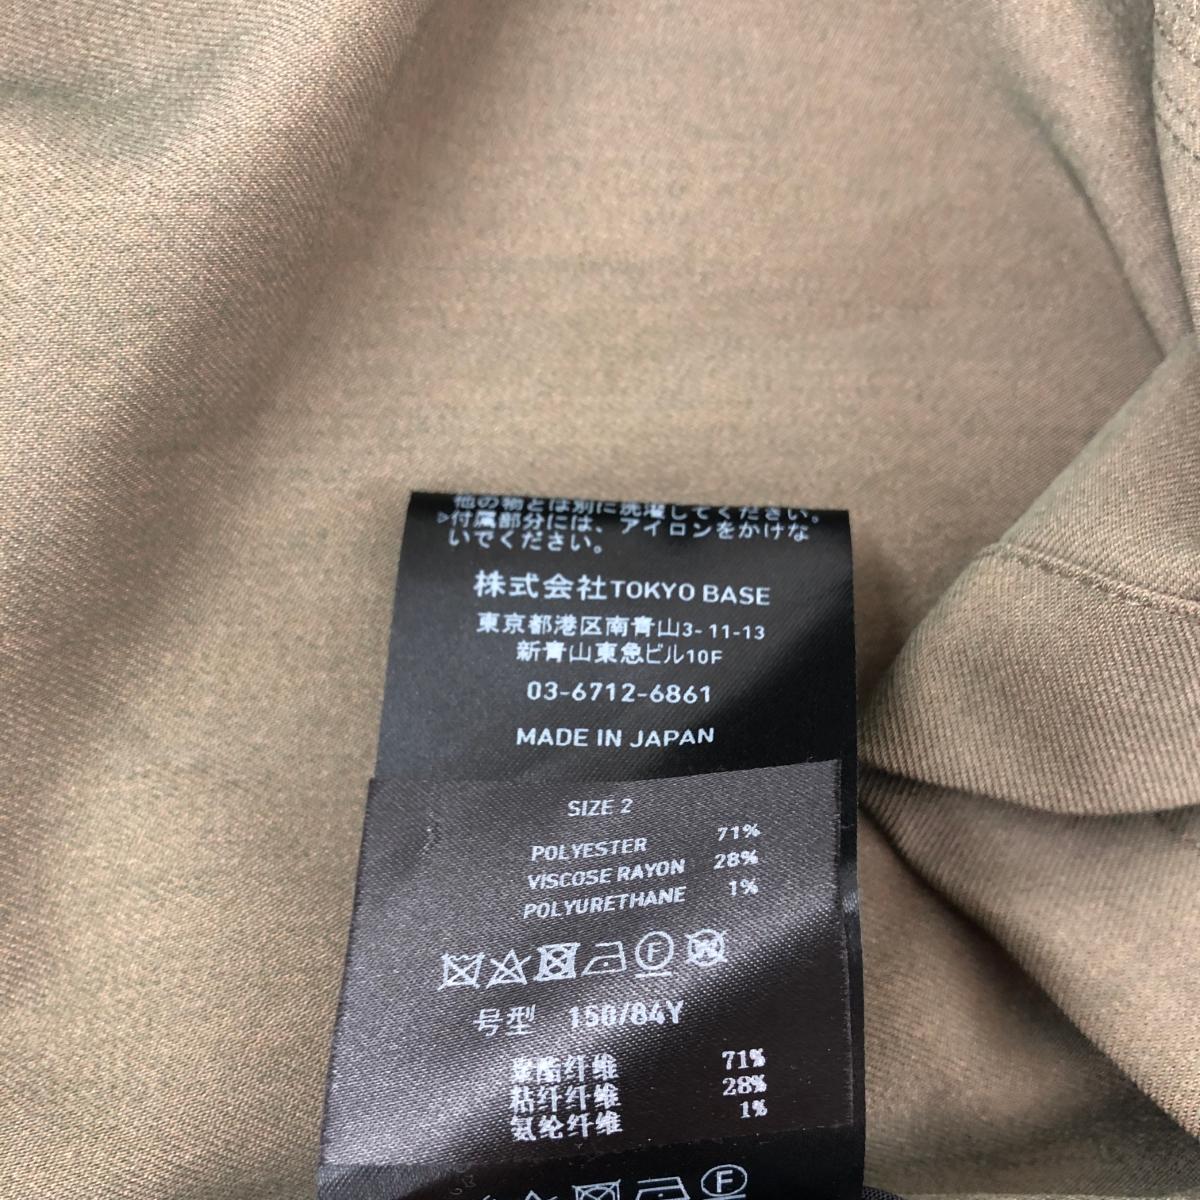 他の物とは別に洗濯してください。
▷付属部分には、アイロンをかけな
いでください。
株式会社TOKYO BASE
東京都港区南青山3-11-13
新青山東急ビル10F
03-6712-6861
MADE IN JAPAN
SIZE 2
POLYESTER 71%
VISCOSE RAYON 28%
POLYURETHANE 1%
F W
号型 150/84Y
聚酯纤维 71%
粘纤纤维 28%
氨纶纤维 1%
F